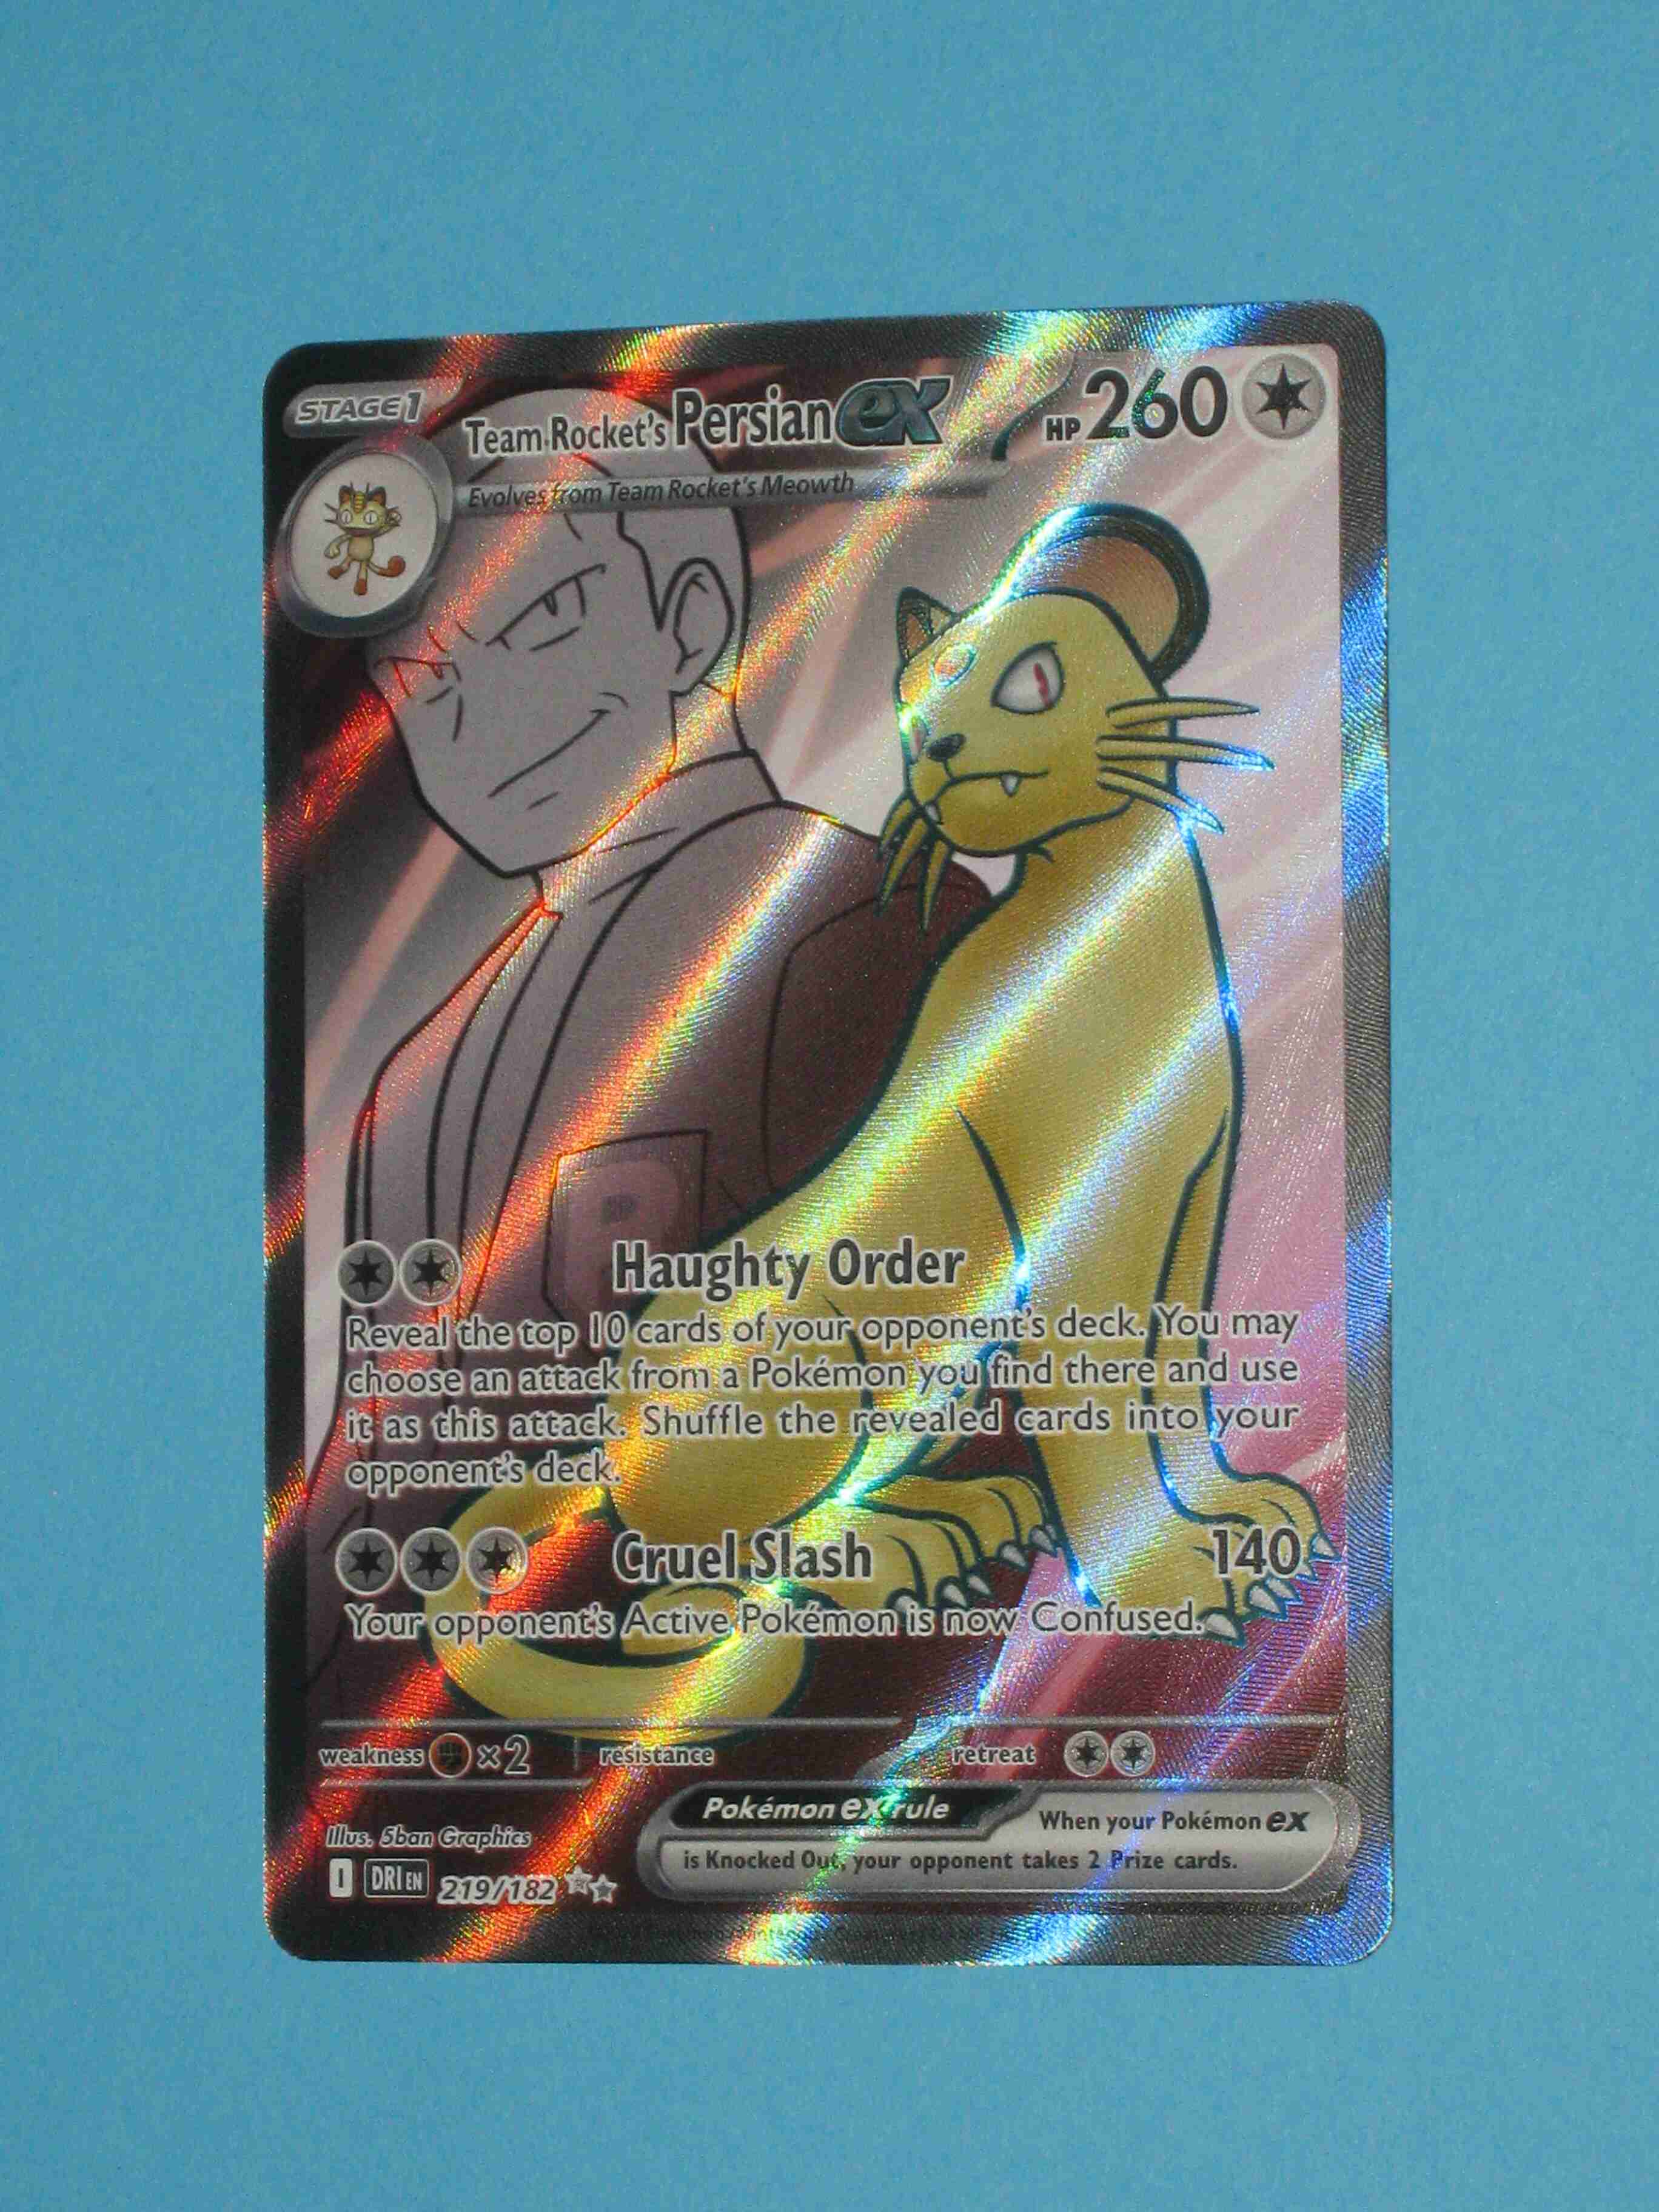 STAGE 1
Team Rocket's Persian ex HP 260
Evolves from Team Rocket's Meowth
R
Haughty Order
Reveal the top 10 cards of your opponent's deck. You may
choose an attack from a Pokémon you find there and use
it as this attack. Shuffle the revealed cards into your
opponent's deck.
Cruel Slash 140
Your opponent's Active Pokémon is now Confused.
weakness ×2 resistance retreat
Pokémon ex rule When your Pokémon ex
is Knocked Out, your opponent takes 2 Prize cards.
Illus. 5ban Graphics
I DRI EN 219/182